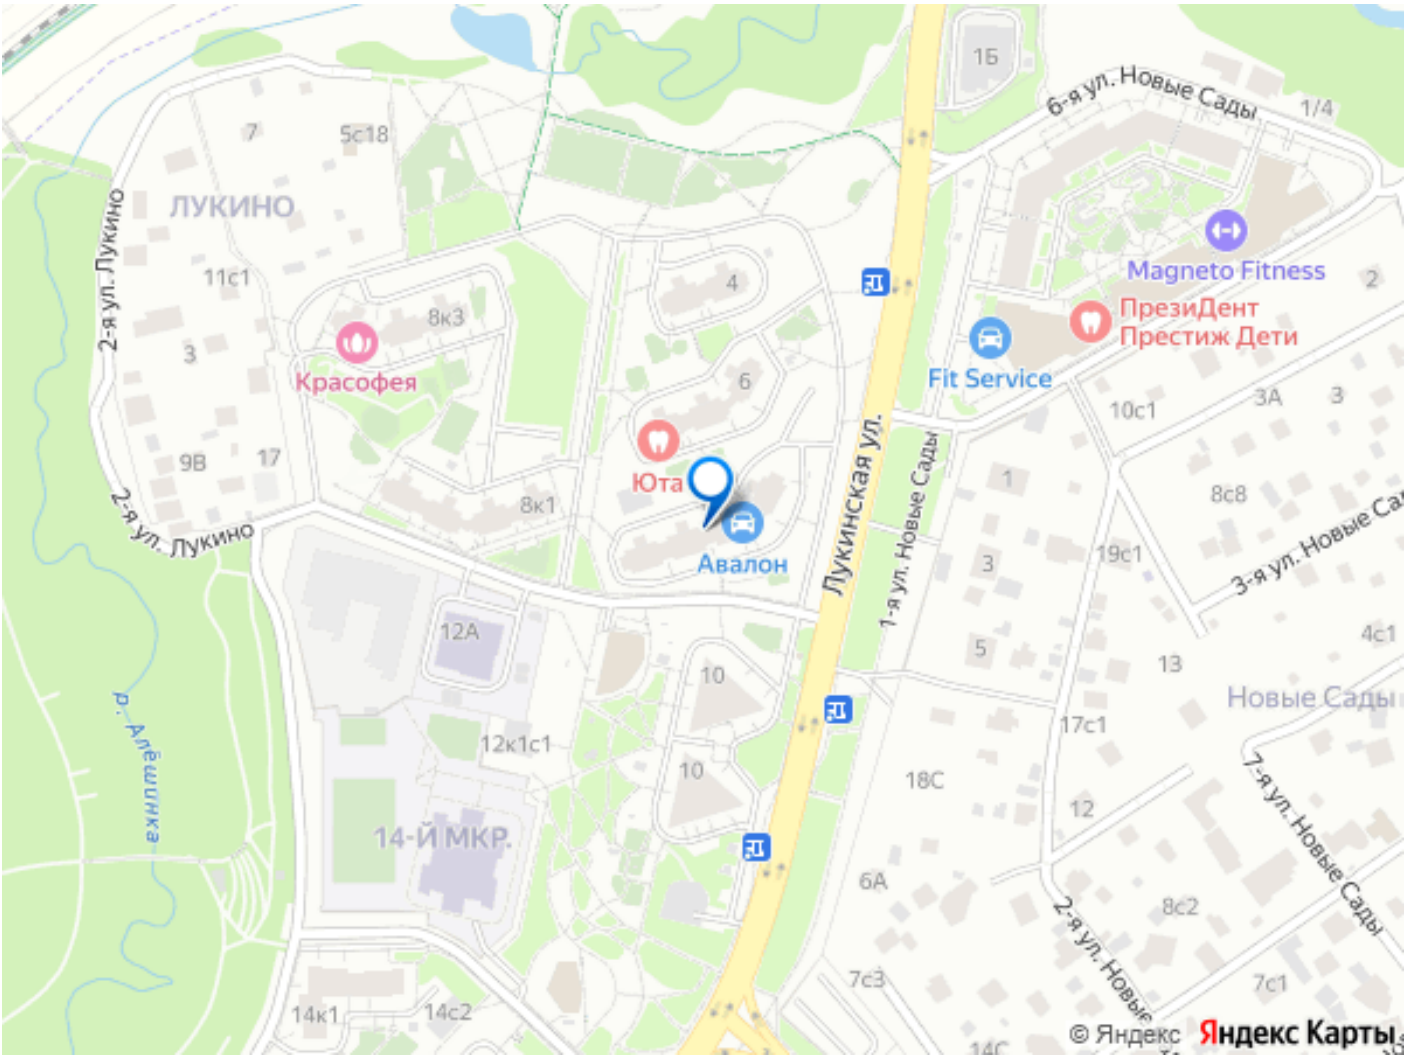 1Б
6-я ул. Новые Сады
1/4
7
5с18
2-я ул. Лукино
ЛУКИНО
11с1
4
Magneto Fitness
2
8к3
3
ПрезиДент
Престиж Дети
Красофея
6
Fit Service
3А
3
10с1
Юта
Лукинская ул.
1-я ул. Новые Сады
9В
17
1
8с8
2-я ул. Лукино
8к1
Авалон
3
19с1
3-я ул. Новые Са
12А
5
4с1
10
13
Новые Сады
р. Алёшинка
12к1с1
17с1
10
18С
7-я ул. Новые Сады
12
14-Й МКР.
6А
8с2
2-я ул. Новые
7с3
7с1
14к1
14с2
14С
© Яндекс Яндекс Карты